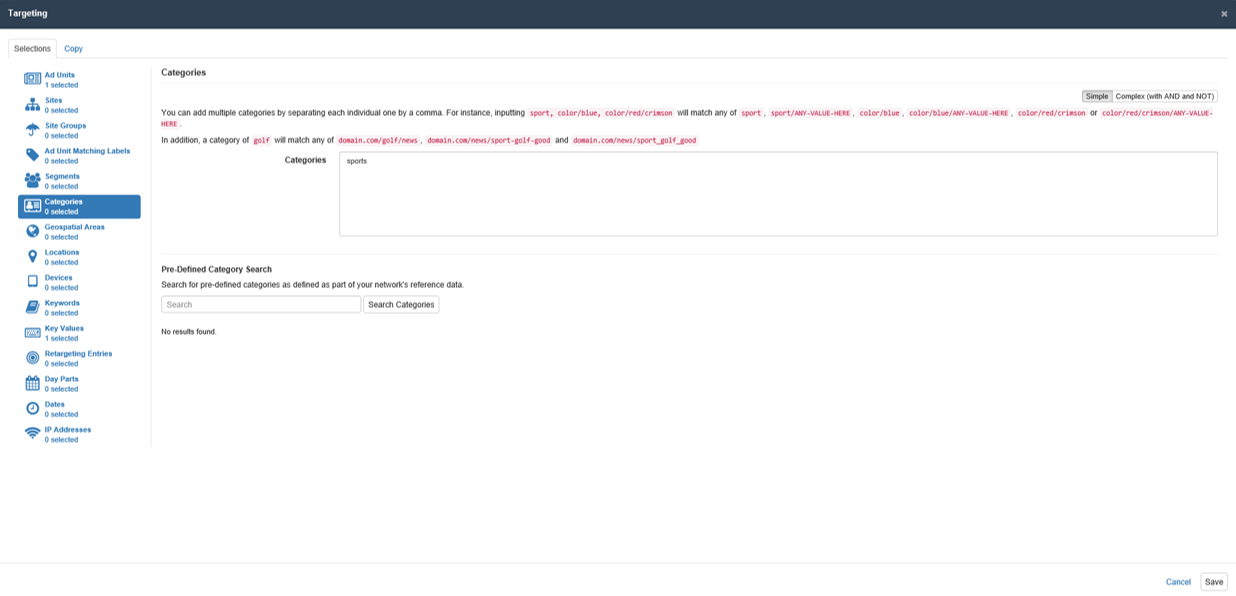 Targeting
×
Selections Copy
Ad Units
1 selected
Sites
0 selected
Site Groups
0 selected
Ad Unit Matching Labels
0 selected
Segments
0 selected
Categories
0 selected
Geospatial Areas
0 selected
Locations
0 selected
Devices
0 selected
Keywords
0 selected
Key Values
1 selected
Retargeting Entries
0 selected
Day Parts
0 selected
Dates
0 selected
IP Addresses
0 selected
Categories
Simple Complex (with AND and NOT)
You can add multiple categories by separating each individual one by a comma. For instance, inputting sport, color/blue, color/red/crimson will match any of sport , sport/ANY-VALUE-HERE , color/blue , color/blue/ANY-VALUE-HERE , color/red/crimson or color/red/crimson/ANY-VALUE-
HERE .
In addition, a category of golf will match any of domain.com/golf/news , domain.com/news/sport-golf-good and domain.com/news/sport_golf_good
Categories sports
Pre-Defined Category Search
Search for pre-defined categories as defined as part of your network's reference data.
Search Search Categories
No results found.
Cancel Save